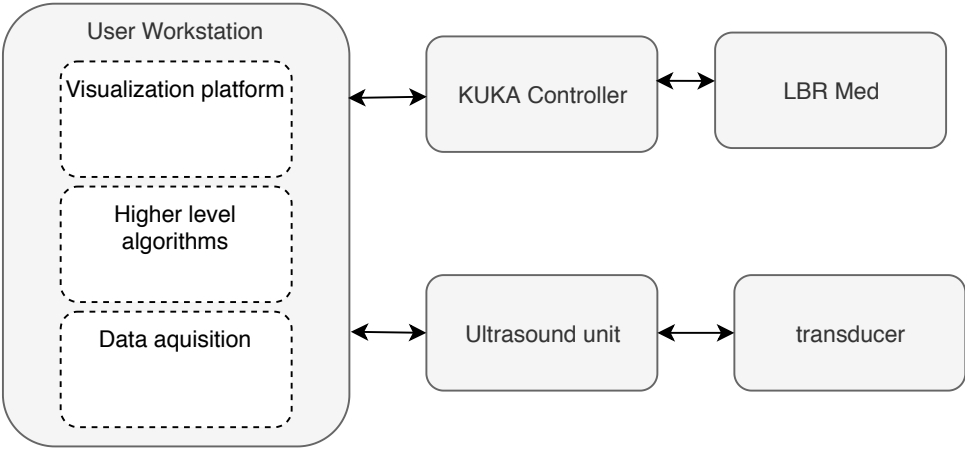 User Workstation
Visualization platform
Higher level
algorithms
Data aquisition
KUKA Controller
LBR Med
Ultrasound unit
transducer